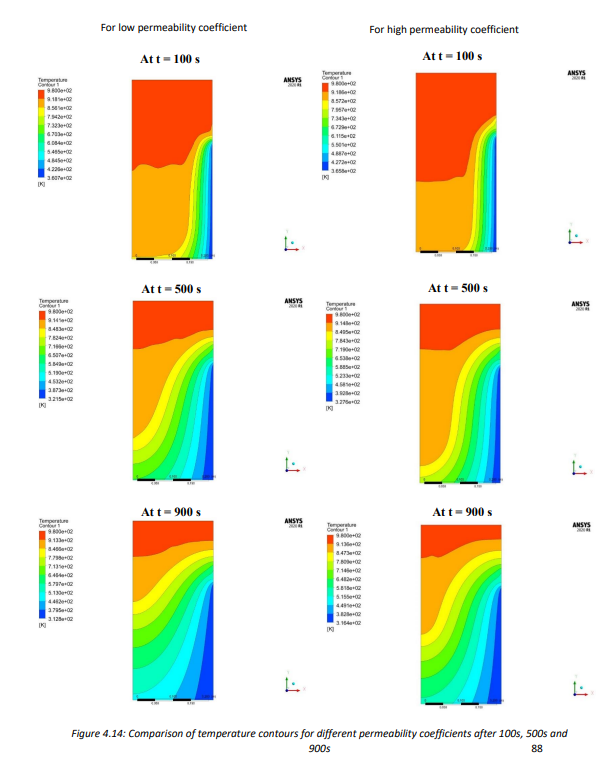 For low permeability coefficient
For high permeability coefficient
At t = 100 s
Temperature
Contour 1
9.800e+02
9.181e+02
8.561e+02
7.942e+02
7.323e+02
6.703e+02
6.084e+02
5.465e+02
4.845e+02
4.226e+02
3.607e+02
[K]
ANSYS
2020 R1
At t = 100 s
Temperature
Contour 1
9.800e+02
9.186e+02
8.572e+02
7.957e+02
7.343e+02
6.729e+02
6.115e+02
5.501e+02
4.887e+02
4.272e+02
3.658e+02
[K]
ANSYS
2020 R1
At t = 500 s
Temperature
Contour 1
9.800e+02
9.141e+02
8.483e+02
7.824e+02
7.166e+02
6.507e+02
5.849e+02
5.190e+02
4.532e+02
3.873e+02
3.215e+02
[K]
ANSYS
2020 R1
At t = 500 s
Temperature
Contour 1
9.800e+02
9.148e+02
8.495e+02
7.843e+02
7.190e+02
6.538e+02
5.885e+02
5.233e+02
4.581e+02
3.928e+02
3.276e+02
[K]
ANSYS
2020 R1
At t = 900 s
Temperature
Contour 1
9.800e+02
9.133e+02
8.466e+02
7.798e+02
7.131e+02
6.464e+02
5.797e+02
5.130e+02
4.462e+02
3.795e+02
3.128e+02
[K]
ANSYS
2020 R1
At t = 900 s
Temperature
Contour 1
9.800e+02
9.136e+02
8.473e+02
7.809e+02
7.146e+02
6.482e+02
5.818e+02
5.155e+02
4.491e+02
3.828e+02
3.164e+02
[K]
ANSYS
2020 R1
Figure 4.14: Comparison of temperature contours for different permeability coefficients after 100s, 500s and
900s
88